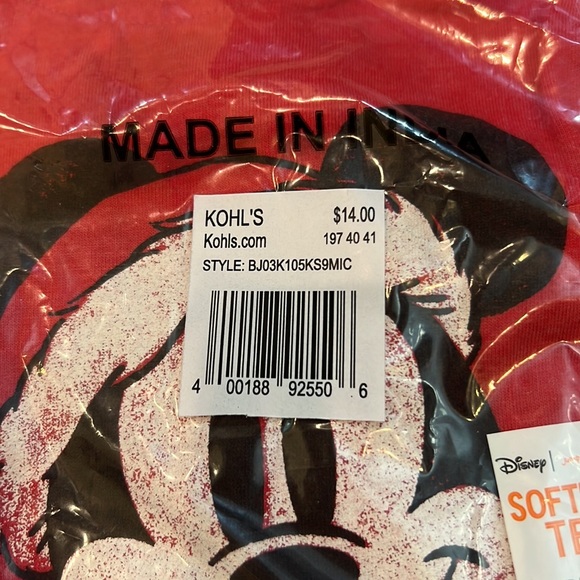 MADE IN INDIA
KOHL'S $14.00
Kohls.com 197 40 41
STYLE: BJ03K105KS9MIC
4 00188 92550 6
Disney |
SOFT